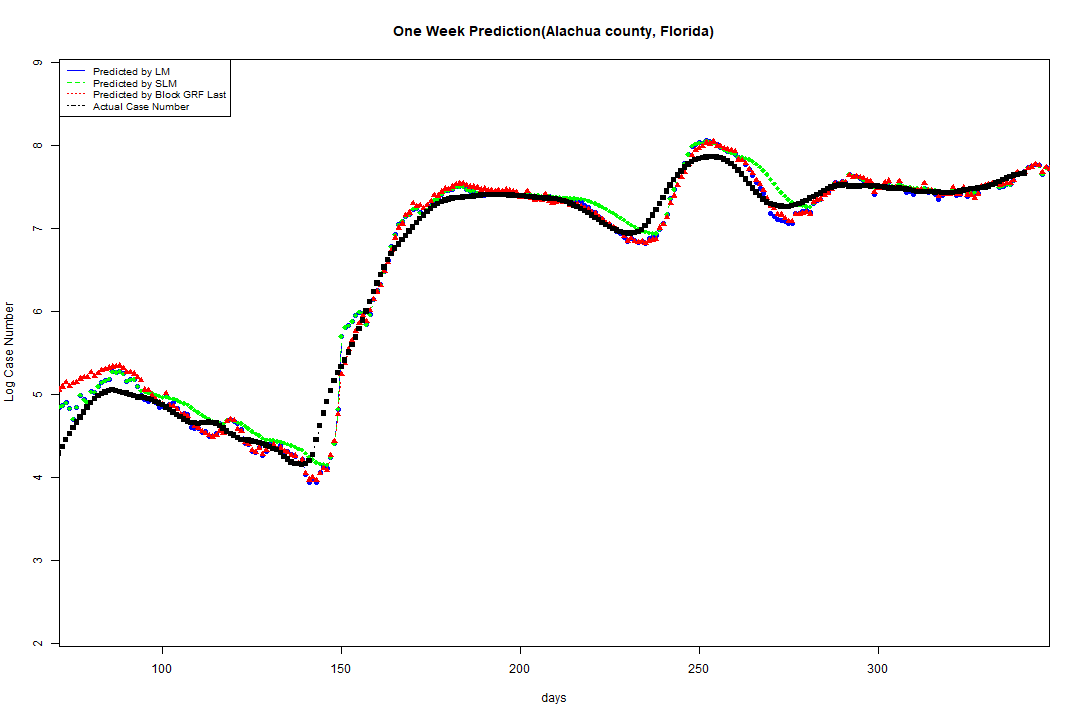 One Week Prediction(Alachua county, Florida)
Predicted by LM
Predicted by SLM
Predicted by Block GRF Last
Actual Case Number
9
8
7
6
5
4
3
2
Log Case Number
100 150 200 250 300
days